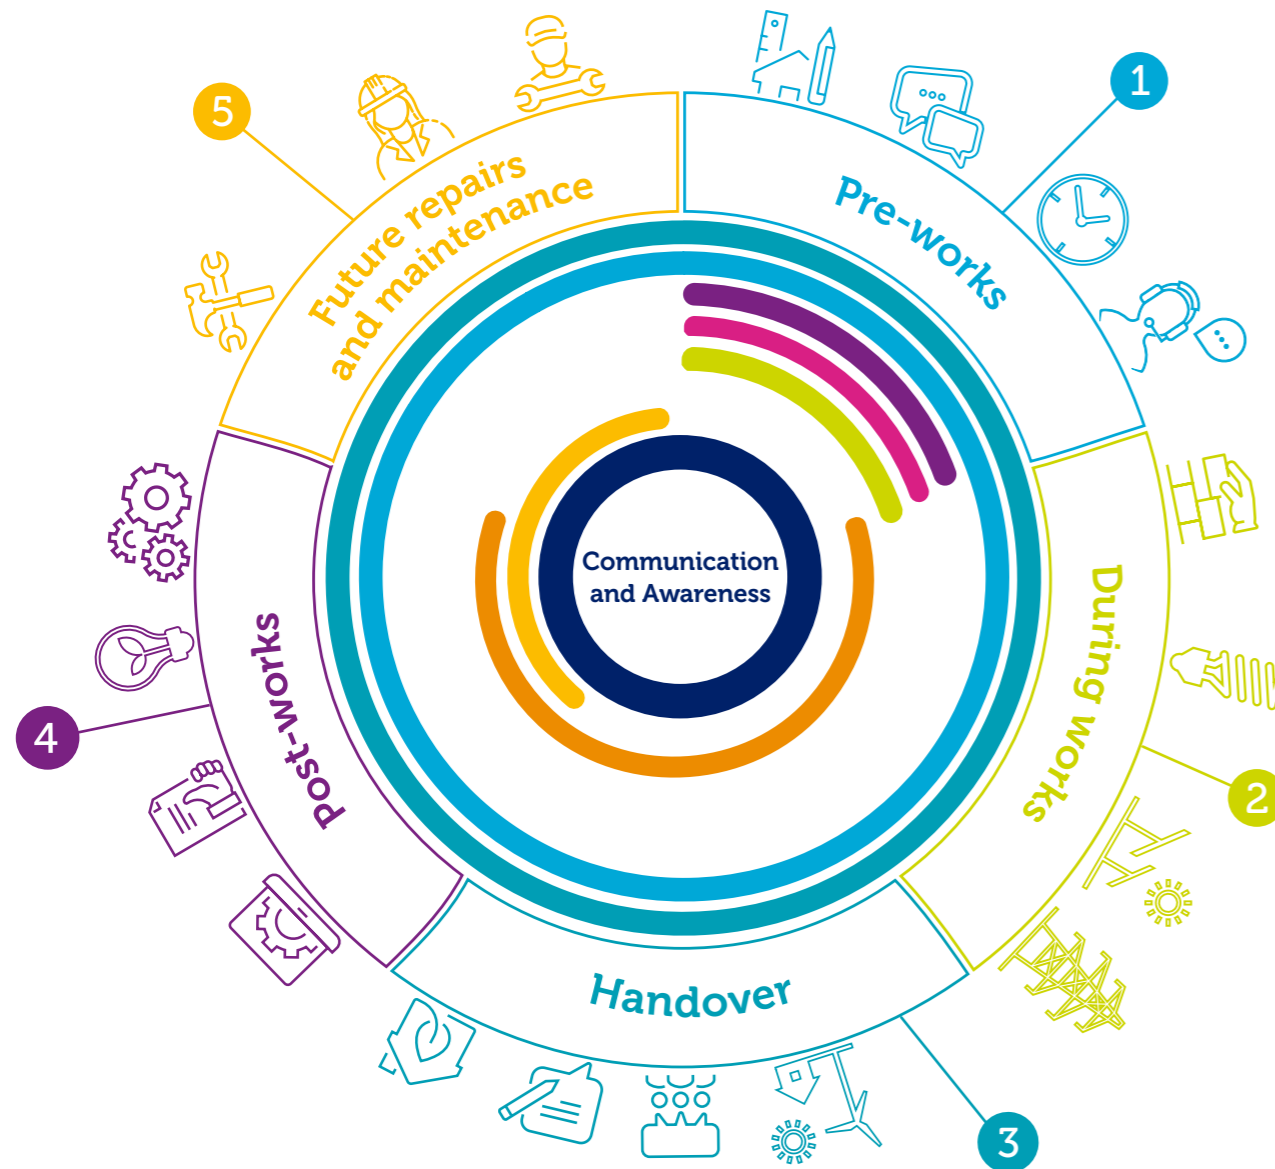 1
Pre-works
2
During works
3
Handover
4
Post-works
5
Future repairs
and maintenance
Communication
and Awareness